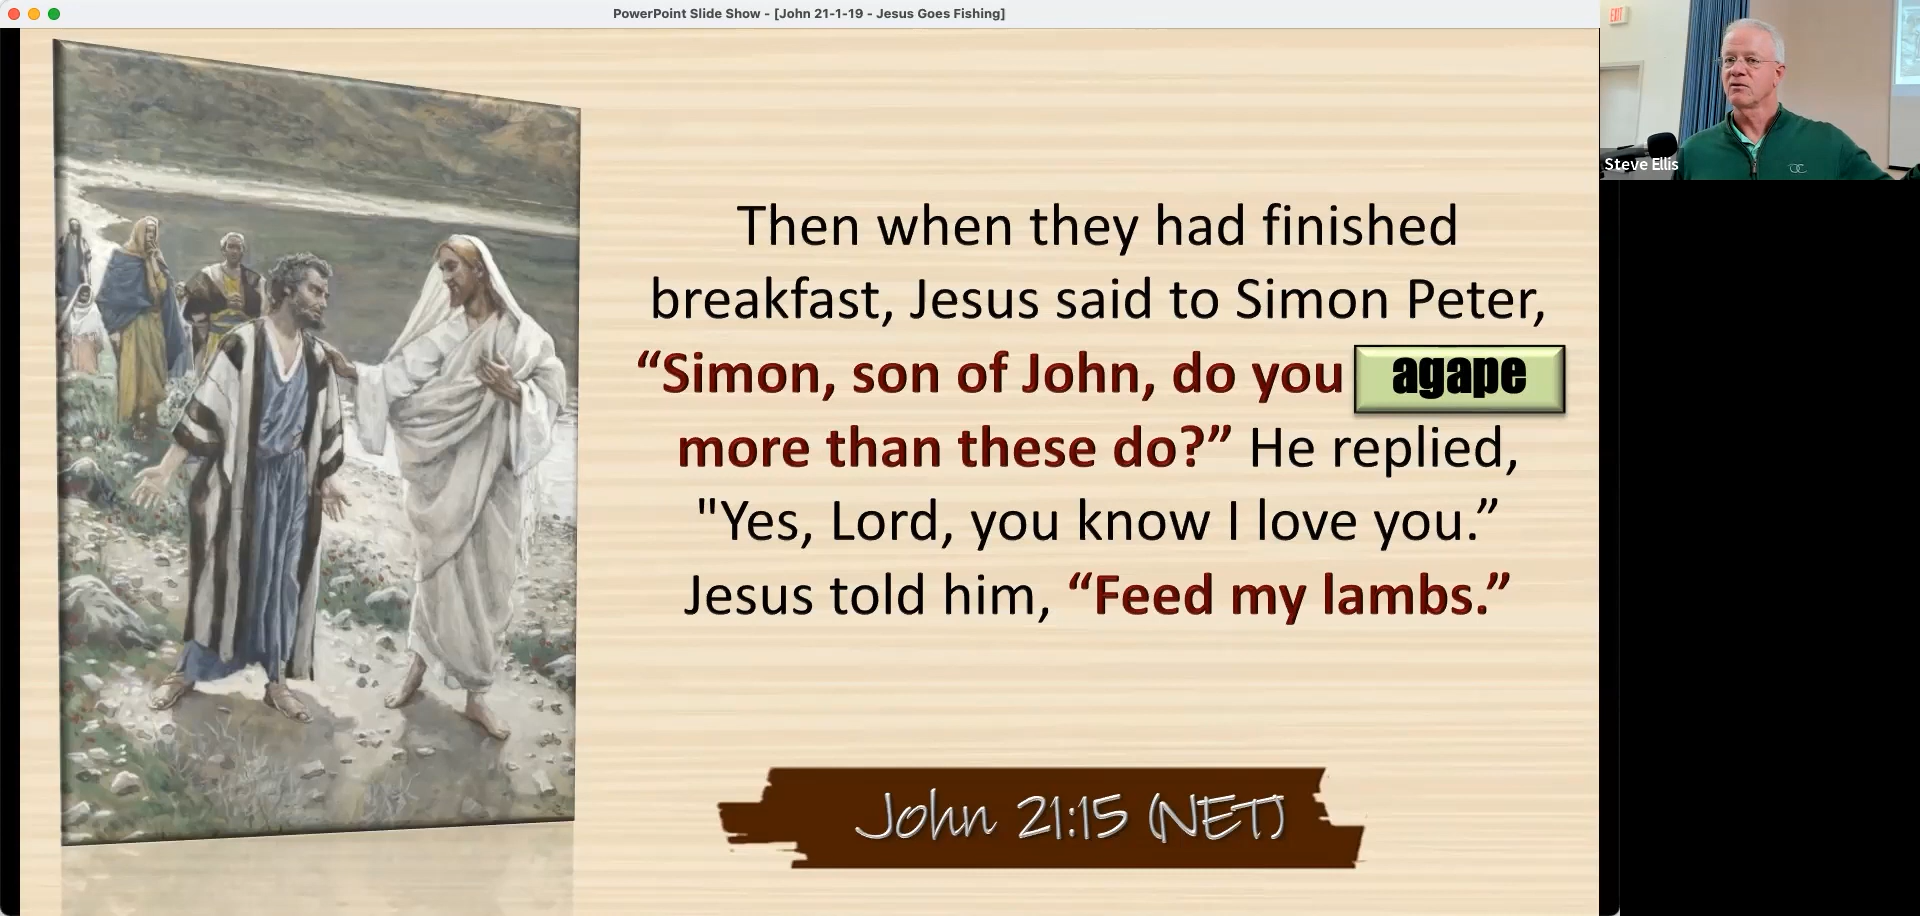 PowerPoint Slide Show - [John 21-1-19 - Jesus Goes Fishing]
EXIT
Steve Ellis
Then when they had finished
breakfast, Jesus said to Simon Peter,
“Simon, son of John, do you agape
more than these do?” He replied,
"Yes, Lord, you know I love you.”
Jesus told him, “Feed my lambs.”
John 21:15 (NET)